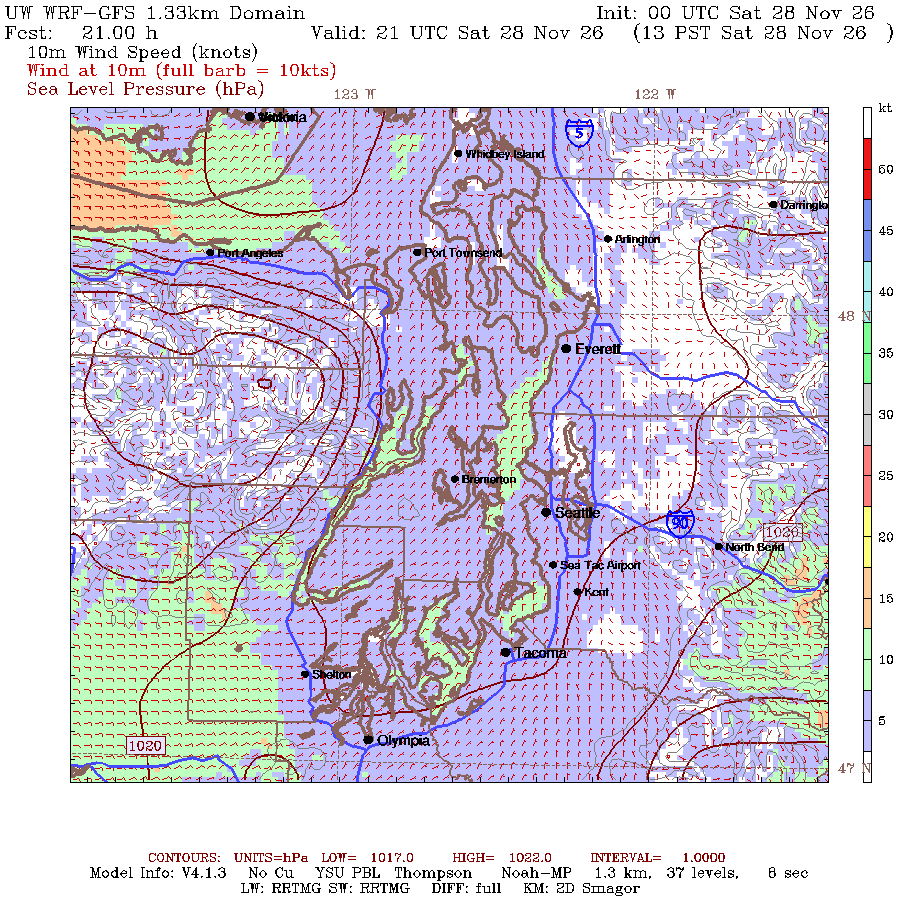 UW WRF-GFS 1.33km Domain Init: 00 UTC Sat 28 Nov 26
Fcst: 21.00 h Valid: 21 UTC Sat 28 Nov 26 (13 PST Sat 28 Nov 26 )
10m Wind Speed (knots)
Wind at 10m (full barb = 10kts)
Sea Level Pressure (hPa)
123 W 122 W
kt
Victoria
5
Whidbey Island
60
Darringto
45
Arlington
Port Angeles
Port Townsend
40
48 N
Everett
35
30
Bremerton
25
Seattle
90
1020
20
North Bend
Sea Tac Airport
Kent
15
Tacoma
10
Shelton
5
Olympia
1020
47 N
CONTOURS: UNITS=hPa LOW= 1017.0 HIGH= 1022.0 INTERVAL= 1.0000
Model Info: V4.1.3 No Cu YSU PBL Thompson Noah-MP 1.3 km, 37 levels, 8 sec
LW: RRTMG SW: RRTMG DIFF: full KM: 2D Smagor